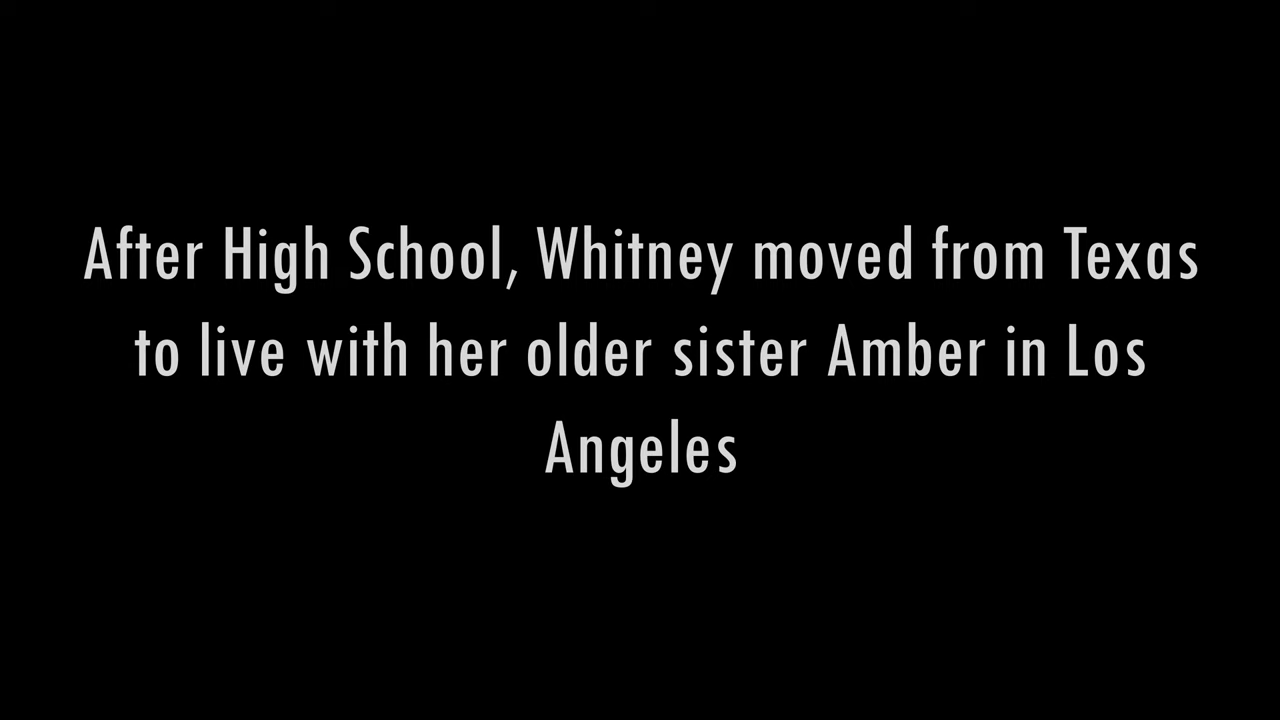 After High School, Whitney moved from Texas
to live with her older sister Amber in Los
Angeles